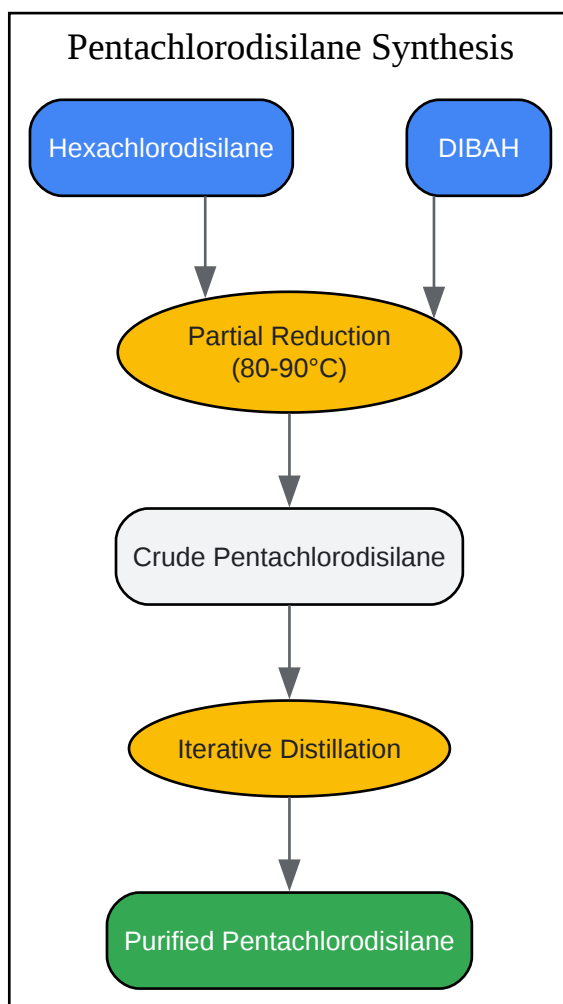 Pentachlorodisilane Synthesis
Hexachlorodisilane
DIBAH
Partial Reduction
(80-90°C)
Crude Pentachlorodisilane
Iterative Distillation
Purified Pentachlorodisilane